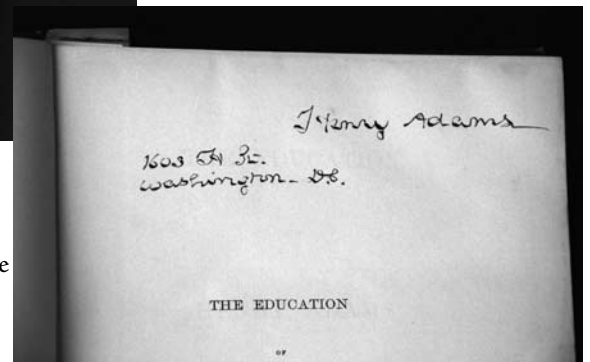 Henry Adams
1603 H St.
Washington - D.C.
e
THE EDUCATION
OF